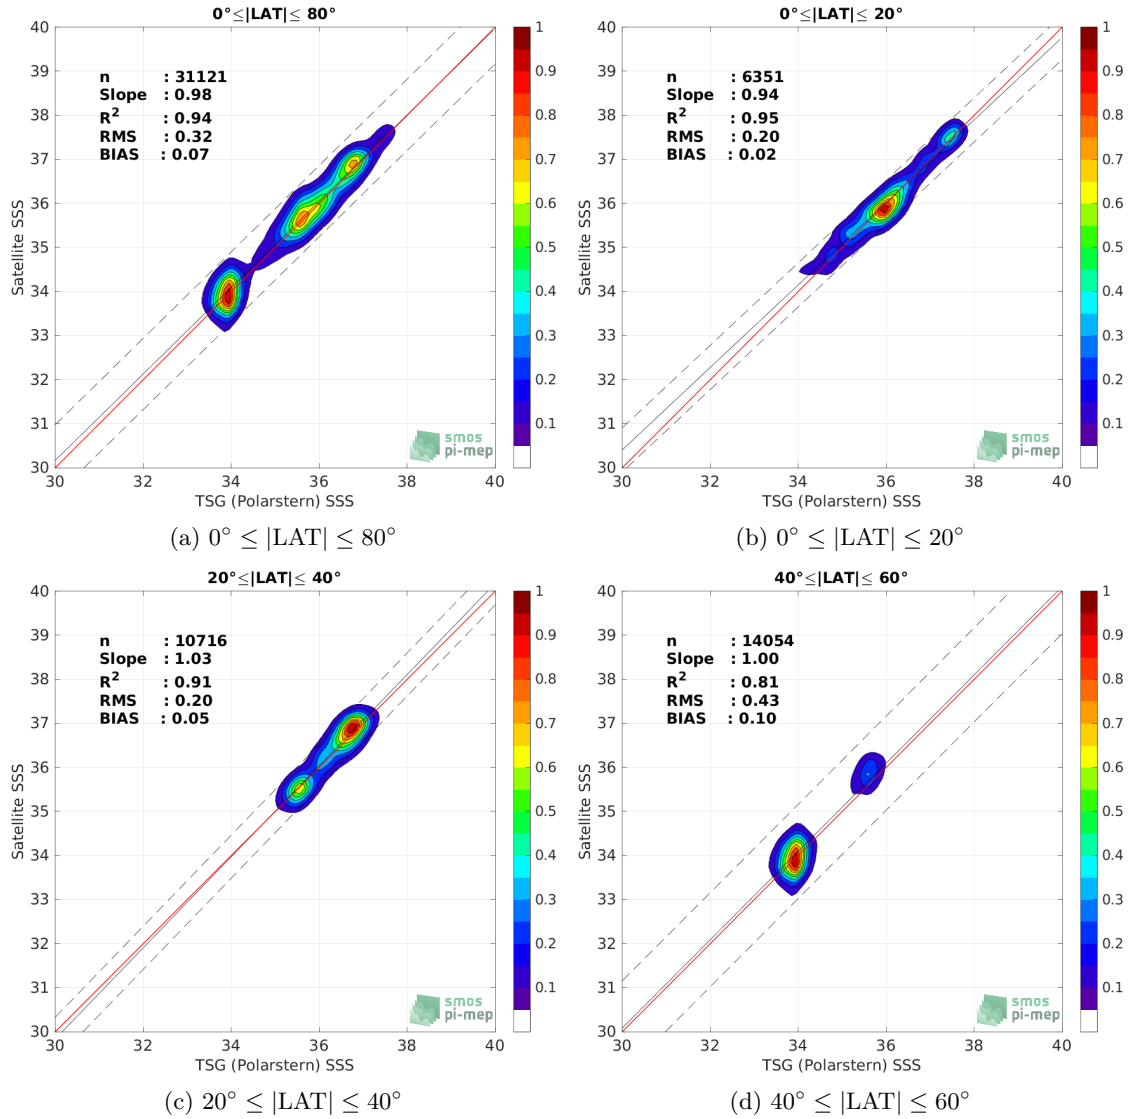 0°≤|LAT|≤ 80°
n : 31121
Slope : 0.98
R² : 0.94
RMS : 0.32
BIAS : 0.07
Satellite SSS
40
39
38
37
36
35
34
33
32
31
30
30 32 34 36 38 40
TSG (Polarstern) SSS
smos
pi-mep
1
0.9
0.8
0.7
0.6
0.5
0.4
0.3
0.2
0.1
(a) 0° ≤ |LAT| ≤ 80°
0°≤|LAT|≤ 20°
n : 6351
Slope : 0.94
R² : 0.95
RMS : 0.20
BIAS : 0.02
Satellite SSS
40
39
38
37
36
35
34
33
32
31
30
30 32 34 36 38 40
TSG (Polarstern) SSS
smos
pi-mep
1
0.9
0.8
0.7
0.6
0.5
0.4
0.3
0.2
0.1
(b) 0° ≤ |LAT| ≤ 20°
20°≤|LAT|≤ 40°
n : 10716
Slope : 1.03
R² : 0.91
RMS : 0.20
BIAS : 0.05
Satellite SSS
40
39
38
37
36
35
34
33
32
31
30
30 32 34 36 38 40
TSG (Polarstern) SSS
smos
pi-mep
1
0.9
0.8
0.7
0.6
0.5
0.4
0.3
0.2
0.1
(c) 20° ≤ |LAT| ≤ 40°
40°≤|LAT|≤ 60°
n : 14054
Slope : 1.00
R² : 0.81
RMS : 0.43
BIAS : 0.10
Satellite SSS
40
39
38
37
36
35
34
33
32
31
30
30 32 34 36 38 40
TSG (Polarstern) SSS
smos
pi-mep
1
0.9
0.8
0.7
0.6
0.5
0.4
0.3
0.2
0.1
(d) 40° ≤ |LAT| ≤ 60°